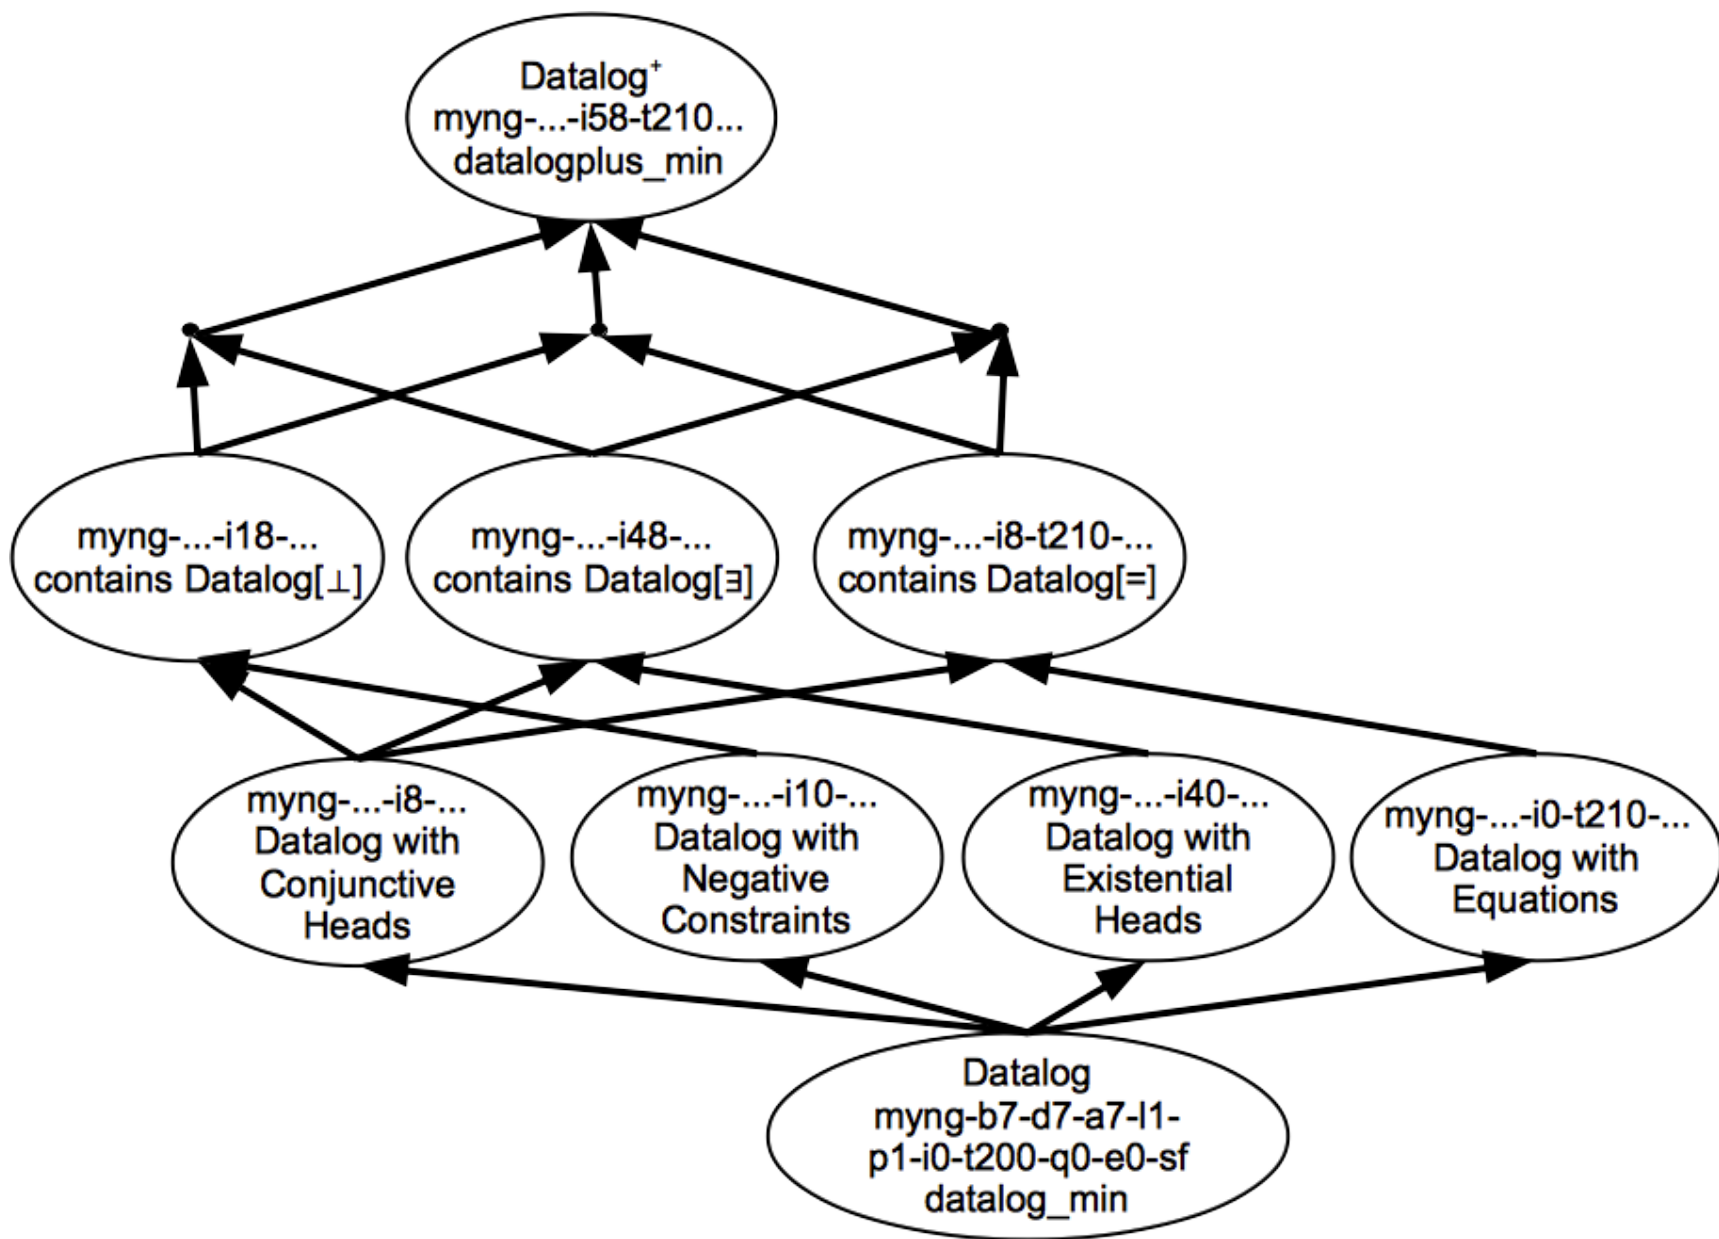 Datalog⁺
myng-...-i58-t210...
datalogplus_min
myng-...-i18-...
contains Datalog[⊥]
myng-...-i48-...
contains Datalog[∃]
myng-...-i8-t210-...
contains Datalog[=]
myng-...-i8-...
Datalog with
Conjunctive
Heads
myng-...-i10-...
Datalog with
Negative
Constraints
myng-...-i40-...
Datalog with
Existential
Heads
myng-...-i0-t210-...
Datalog with
Equations
Datalog
myng-b7-d7-a7-l1-
p1-i0-t200-q0-e0-sf
datalog_min